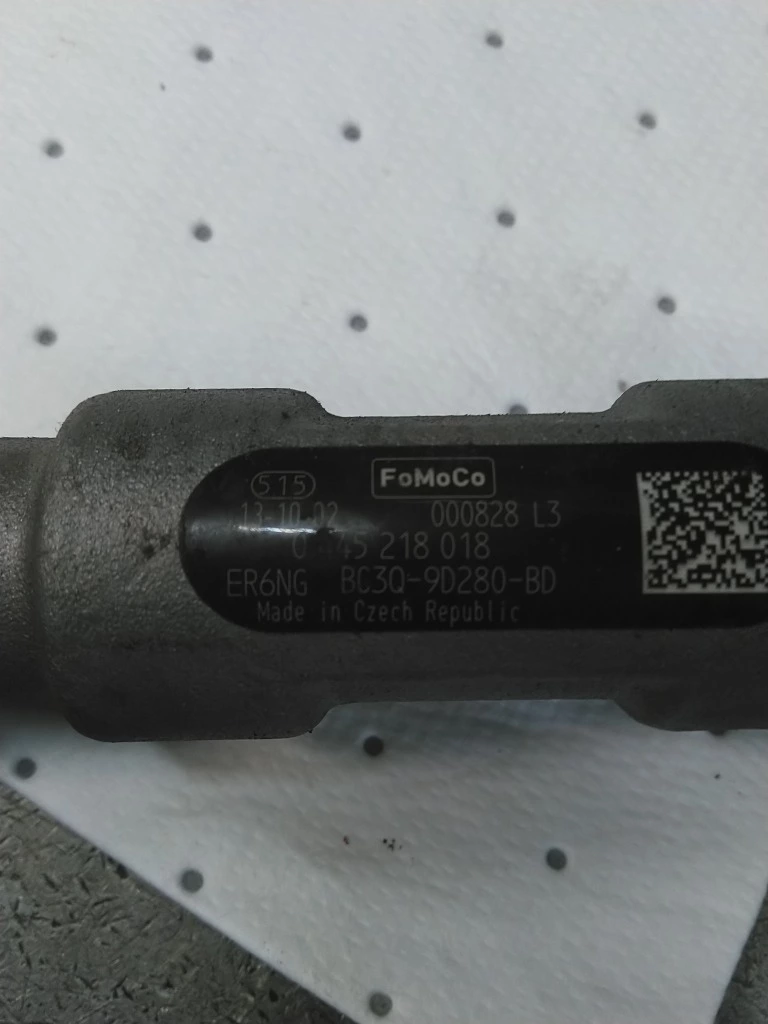 515 FoMoCo
13-10-02 000828 L3
0 445 218 018
ER6NG BC3Q-9D280-BD
Made in Czech Republic